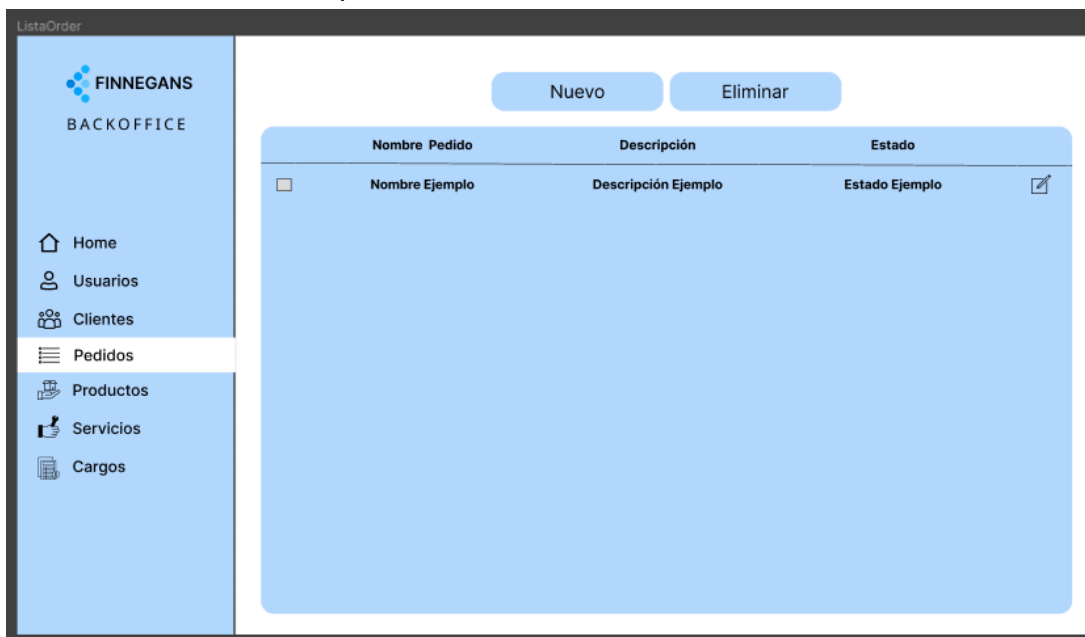 ListaOrder
FINNEGANS
BACKOFFICE
Home
Usuarios
Clientes
Pedidos
Productos
Servicios
Cargos
Nuevo Eliminar
Nombre Pedido Descripción Estado
Nombre Ejemplo Descripción Ejemplo Estado Ejemplo